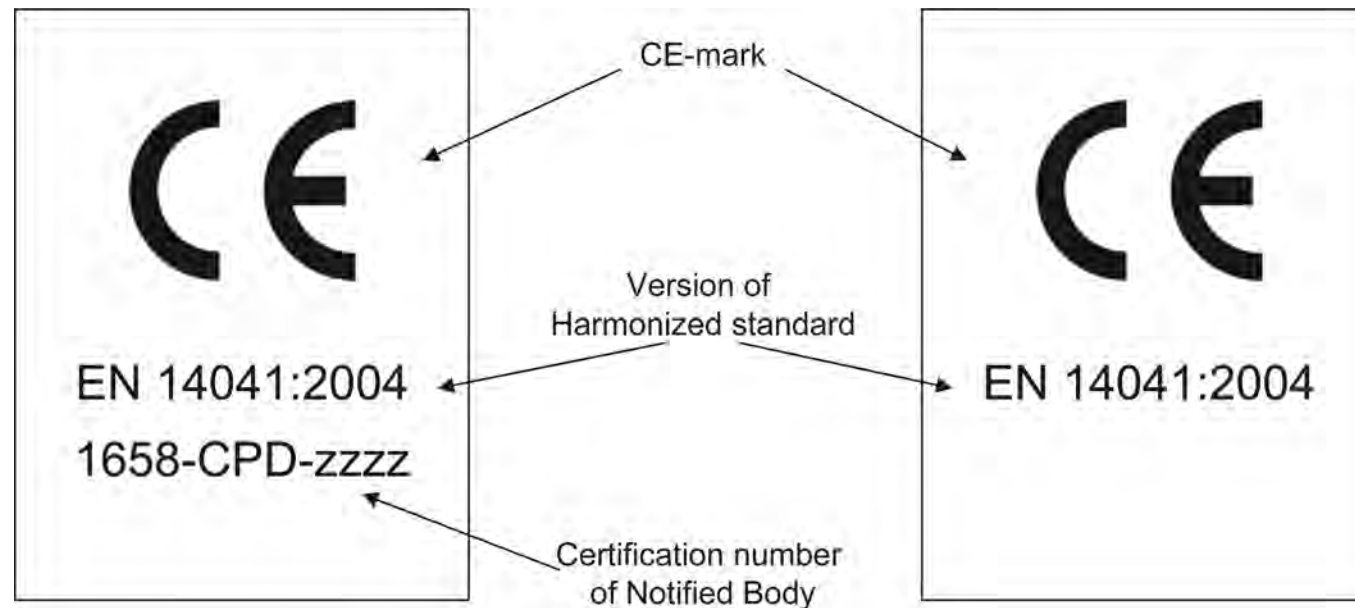 CE-mark
CE
CE
Version of
Harmonized standard
EN 14041:2004
EN 14041:2004
1658-CPD-zzzz
Certification number
of Notified Body